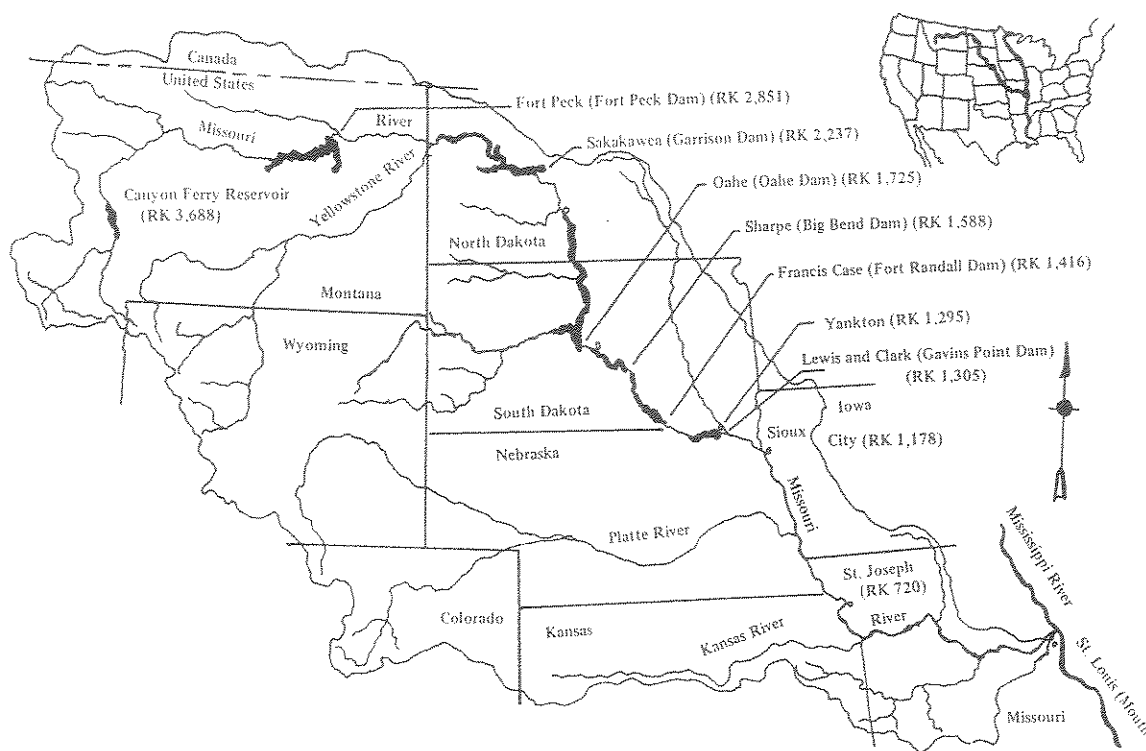 Canada
United States
Fort Peck (Fort Peck Dam) (RK 2,851)
Missouri
River
Sakakawea (Garrison Dam) (RK 2,237)
Yellowstone River
Canyon Ferry Reservoir
(RK 3,688)
Oahe (Oahe Dam) (RK 1,725)
Sharpe (Big Bend Dam) (RK 1,588)
North Dakota
Francis Case (Fort Randall Dam) (RK 1,416)
Montana
Yankton (RK 1,295)
Wyoming
Lewis and Clark (Gavins Point Dam)
(RK 1,305)
South Dakota
Iowa
Sioux
City (RK 1,178)
Nebraska
Missouri
Platte River
Mississippi River
St. Joseph
(RK 720)
River
Colorado
Kansas
Kansas River
St. Louis (Mouth)
Missouri